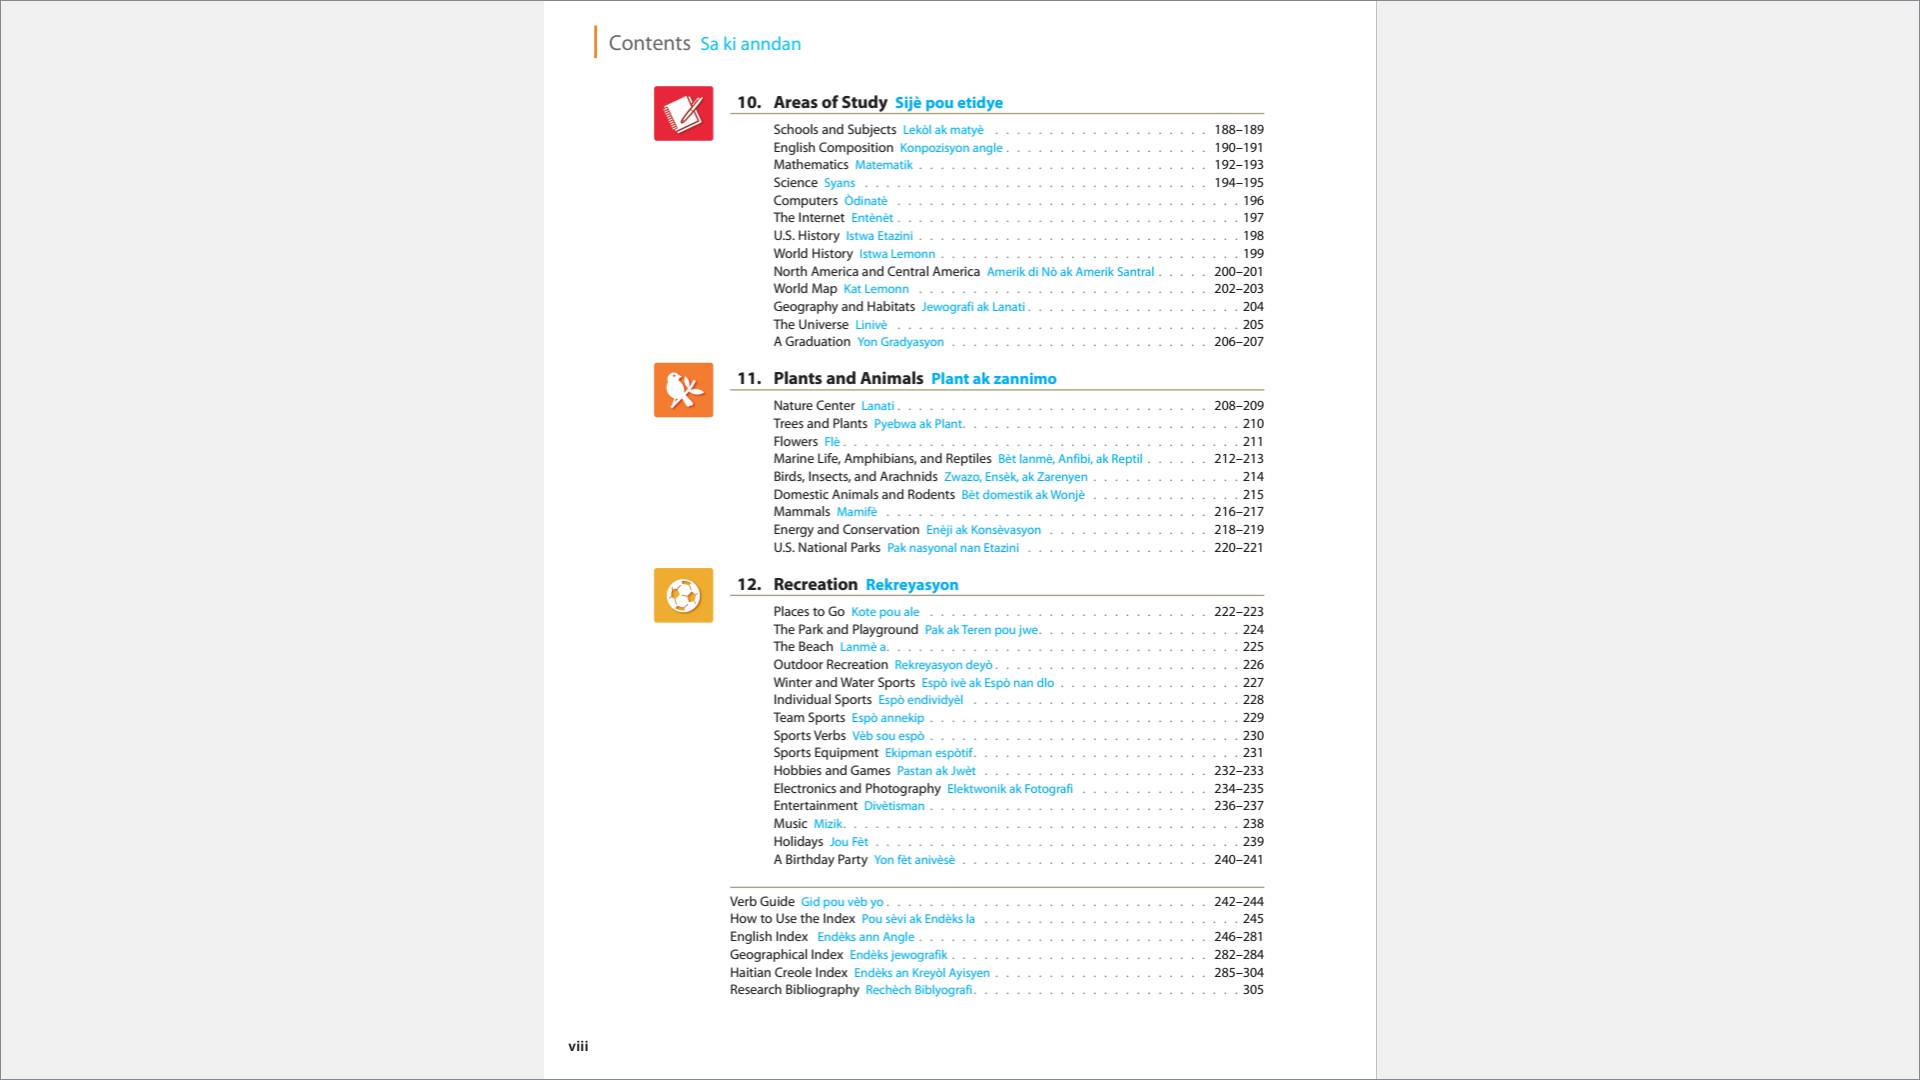 Contents Sa ki anndan
10. Areas of Study Sijè pou etidye
Schools and Subjects Lekòl ak matyè . . . . . . . . . . . . . . . . . . . . 188–189
English Composition Konpozisyon angle . . . . . . . . . . . . . . . . . . . 190–191
Mathematics Matematik . . . . . . . . . . . . . . . . . . . . . . . . . . . 192–193
Science Syans . . . . . . . . . . . . . . . . . . . . . . . . . . . . . . . . 194–195
Computers Òdinatè . . . . . . . . . . . . . . . . . . . . . . . . . . . . . . . . 196
The Internet Entènèt . . . . . . . . . . . . . . . . . . . . . . . . . . . . . . . . 197
U.S. History Istwa Etazini . . . . . . . . . . . . . . . . . . . . . . . . . . . . . . 198
World History Istwa Lemonn . . . . . . . . . . . . . . . . . . . . . . . . . . . . 199
North America and Central America Amerik di Nò ak Amerik Santral . . . . . 200–201
World Map Kat Lemonn . . . . . . . . . . . . . . . . . . . . . . . . . . . 202–203
Geography and Habitats Jewografi ak Lanati . . . . . . . . . . . . . . . . . . . . 204
The Universe Linivè . . . . . . . . . . . . . . . . . . . . . . . . . . . . . . . . 205
A Graduation Yon Gradyasyon . . . . . . . . . . . . . . . . . . . . . . . . 206–207
11. Plants and Animals Plant ak zannimo
Nature Center Lanati . . . . . . . . . . . . . . . . . . . . . . . . . . . . . 208–209
Trees and Plants Pyebwa ak Plant . . . . . . . . . . . . . . . . . . . . . . . . . . 210
Flowers Flè . . . . . . . . . . . . . . . . . . . . . . . . . . . . . . . . . . . . . 211
Marine Life, Amphibians, and Reptiles Bèt lanmè, Anfibi, ak Reptil . . . . . . 212–213
Birds, Insects, and Arachnids Zwazo, Ensèk, ak Zarenyen . . . . . . . . . . . . . . 214
Domestic Animals and Rodents Bèt domestik ak Wonjè . . . . . . . . . . . . . . 215
Mammals Mamifè . . . . . . . . . . . . . . . . . . . . . . . . . . . . . . 216–217
Energy and Conservation Enèji ak Konsèvasyon . . . . . . . . . . . . . . . 218–219
U.S. National Parks Pak nasyonal nan Etazini . . . . . . . . . . . . . . . . . 220–221
12. Recreation Rekreyasyon
Places to Go Kote pou ale . . . . . . . . . . . . . . . . . . . . . . . . . . 222–223
The Park and Playground Pak ak Teren pou jwe . . . . . . . . . . . . . . . . . . . 224
The Beach Lanmè a . . . . . . . . . . . . . . . . . . . . . . . . . . . . . . . . . 225
Outdoor Recreation Rekreyasyon deyò . . . . . . . . . . . . . . . . . . . . . . . 226
Winter and Water Sports Espò ivè ak Espò nan dlo . . . . . . . . . . . . . . . . . 227
Individual Sports Espò endividyèl . . . . . . . . . . . . . . . . . . . . . . . . . 228
Team Sports Espò annekip . . . . . . . . . . . . . . . . . . . . . . . . . . . . . 229
Sports Verbs Vèb sou espò . . . . . . . . . . . . . . . . . . . . . . . . . . . . . 230
Sports Equipment Ekipman espòtif . . . . . . . . . . . . . . . . . . . . . . . . . 231
Hobbies and Games Pastan ak Jwèt . . . . . . . . . . . . . . . . . . . . . 232–233
Electronics and Photography Elektwonik ak Fotografi . . . . . . . . . . . . 234–235
Entertainment Divètisman . . . . . . . . . . . . . . . . . . . . . . . . . . 236–237
Music Mizik . . . . . . . . . . . . . . . . . . . . . . . . . . . . . . . . . . . . . 238
Holidays Jou Fèt . . . . . . . . . . . . . . . . . . . . . . . . . . . . . . . . . . 239
A Birthday Party Yon fèt anivèsè . . . . . . . . . . . . . . . . . . . . . . . 240–241
Verb Guide Gid pou vèb yo . . . . . . . . . . . . . . . . . . . . . . . . . . . . . . 242–244
How to Use the Index Pou sèvi ak Endèks la . . . . . . . . . . . . . . . . . . . . . . . . 245
English Index Endèks ann Angle . . . . . . . . . . . . . . . . . . . . . . . . . . . 246–281
Geographical Index Endèks jewografik . . . . . . . . . . . . . . . . . . . . . . . . 282–284
Haitian Creole Index Endèks an Kreyòl Ayisyen . . . . . . . . . . . . . . . . . . . . 285–304
Research Bibliography Rechèch Biblyografi . . . . . . . . . . . . . . . . . . . . . . . . . 305
viii